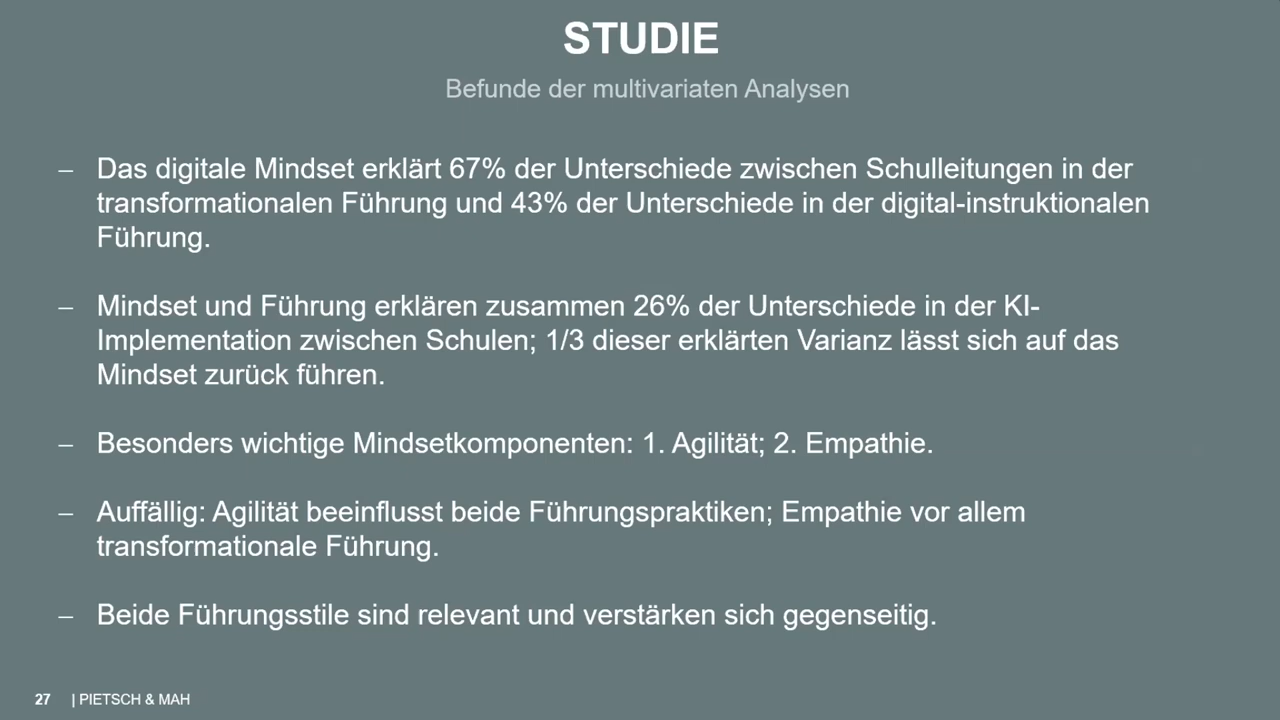 STUDIE
Befunde der multivariaten Analysen
– Das digitale Mindset erklärt 67% der Unterschiede zwischen Schulleitungen in der
transformationalen Führung und 43% der Unterschiede in der digital-instruktionalen
Führung.
– Mindset und Führung erklären zusammen 26% der Unterschiede in der KI-
Implementation zwischen Schulen; 1/3 dieser erklärten Varianz lässt sich auf das
Mindset zurück führen.
– Besonders wichtige Mindsetkomponenten: 1. Agilität; 2. Empathie.
– Auffällig: Agilität beeinflusst beide Führungspraktiken; Empathie vor allem
transformationale Führung.
– Beide Führungsstile sind relevant und verstärken sich gegenseitig.
27 | PIETSCH & MAH